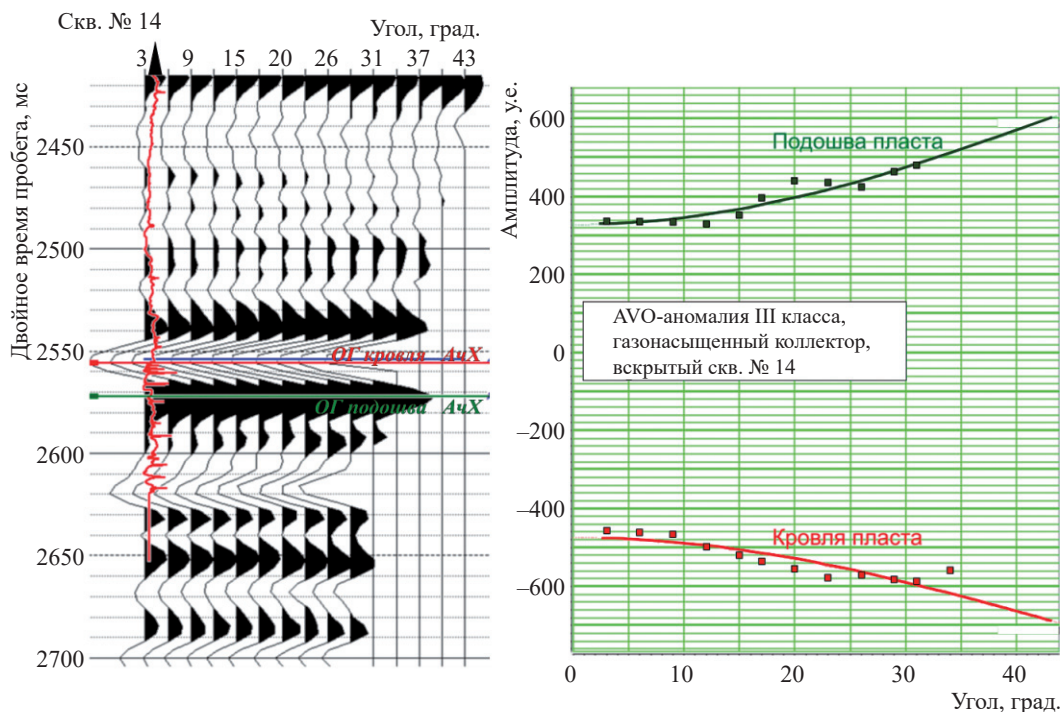 Скв. № 14
Угол, град.
3 9 15 20 26 31 37 43
Двойное время пробега, мс
2450
2500
2550
2600
2650
2700
ОГ кровля АчХ
ОГ подошва АчХ
Амплитуда, у.е.
600
400
200
0
–200
–400
–600
Подошва пласта
AVO-аномалия III класса,
газонасыщенный коллектор,
вскрытый скв. № 14
Кровля пласта
0 10 20 30 40
Угол, град.